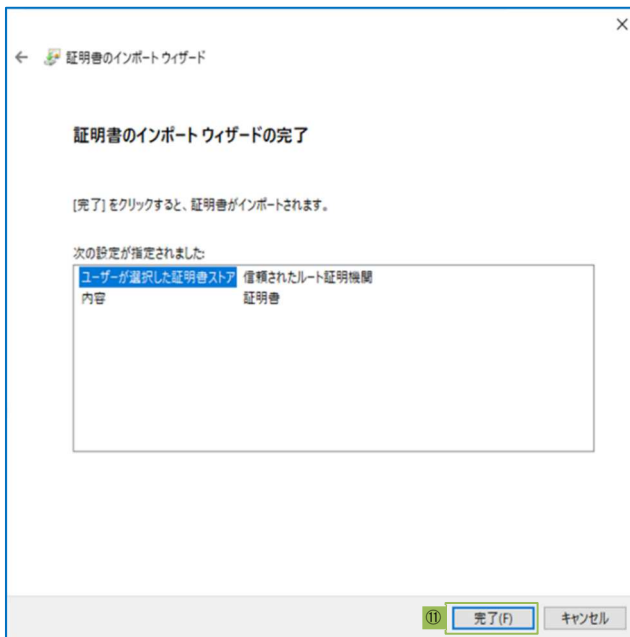 証明書のインポート ウィザード
証明書のインポート ウィザードの完了
[完了] をクリックすると、証明書がインポートされます。
次の設定が指定されました:
ユーザーが選択した証明書ストア 信頼されたルート証明機関
内容 証明書
⑪ 完了(F) キャンセル